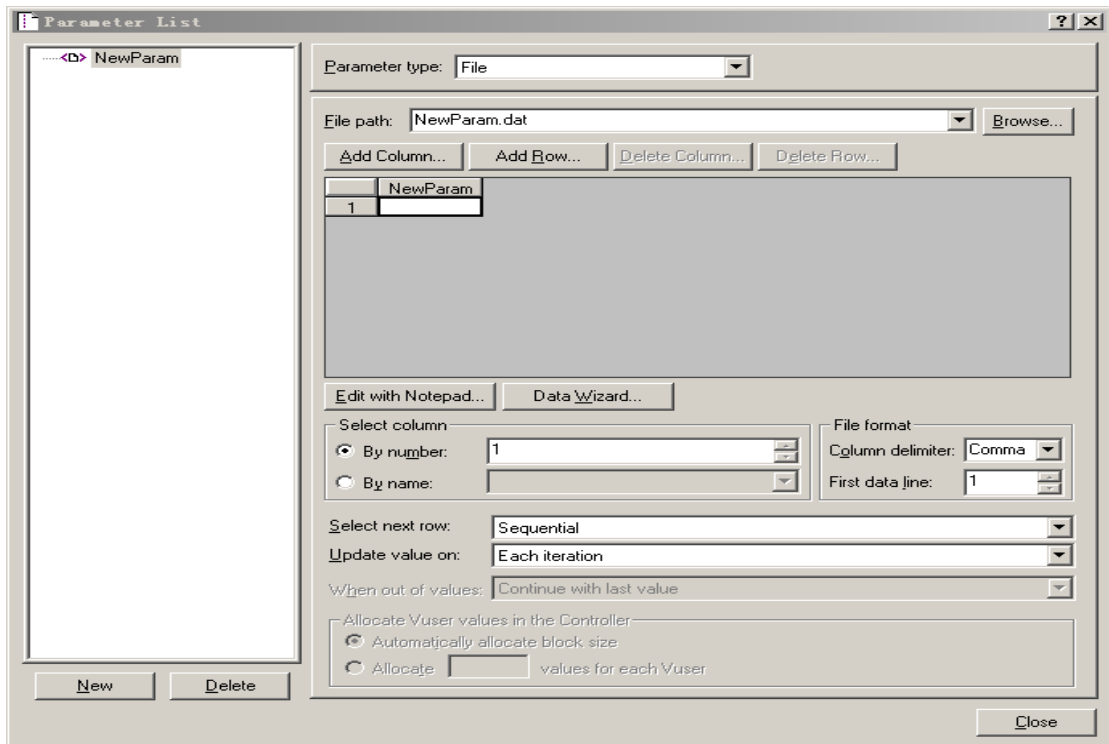 Parameter List
<D> NewParam
Parameter type: File
File path: NewParam.dat Browse...
Add Column... Add Row... Delete Column... Delete Row...
NewParam
1
Edit with Notepad... Data Wizard...
Select column File format
By number: 1 Column delimiter: Comma
By name: First data line: 1
Select next row: Sequential
Update value on: Each iteration
When out of values: Continue with last value
Allocate Vuser values in the Controller
Automatically allocate block size
Allocate values for each Vuser
New Delete
Close